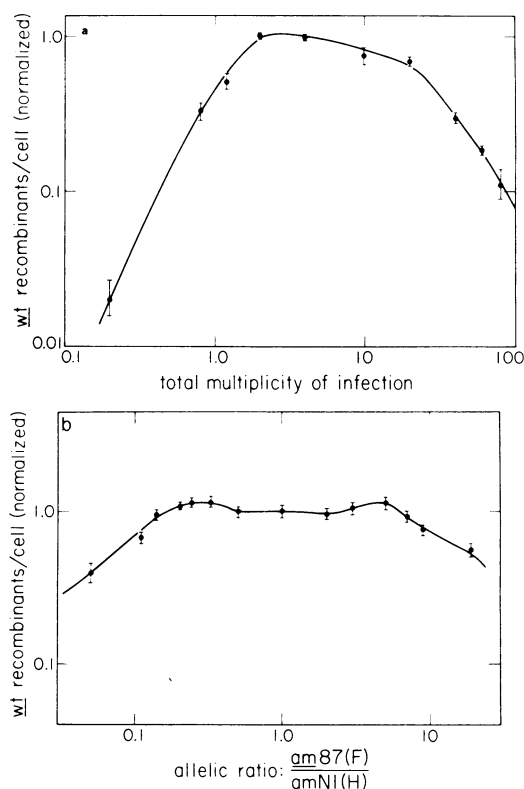 a
wt recombinants/cell (normalized)
1.0
0.1
0.01
0.1
1.0
10
100
total multiplicity of infection
b
wt recombinants/cell (normalized)
1.0
0.1
0.1
1.0
10
allelic ratio: am87(F)
amN1(H)